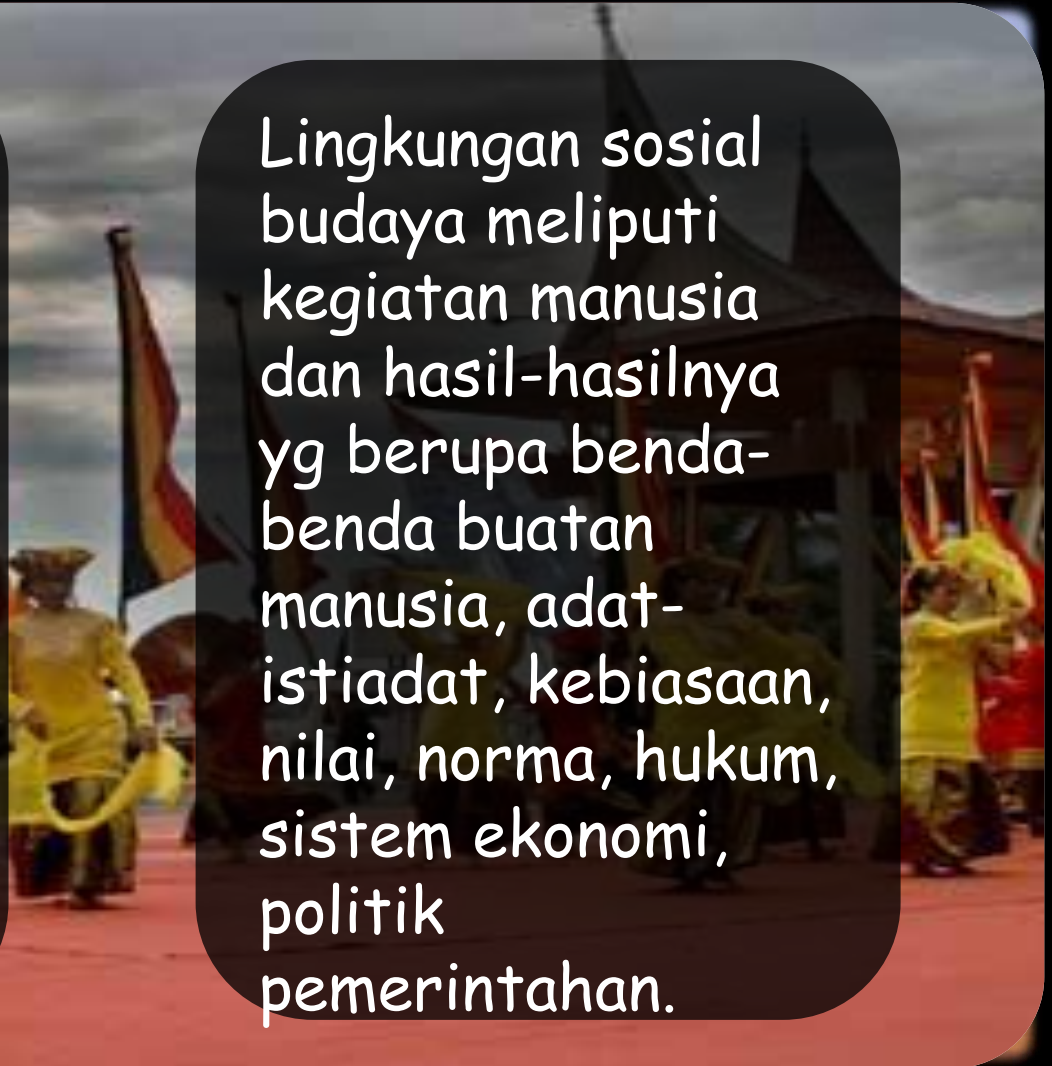 Lingkungan sosial
budaya meliputi
kegiatan manusia
dan hasil-hasilnya
yg berupa benda-
benda buatan
manusia, adat-
istiadat, kebiasaan,
nilai, norma, hukum,
sistem ekonomi,
politik
pemerintahan.